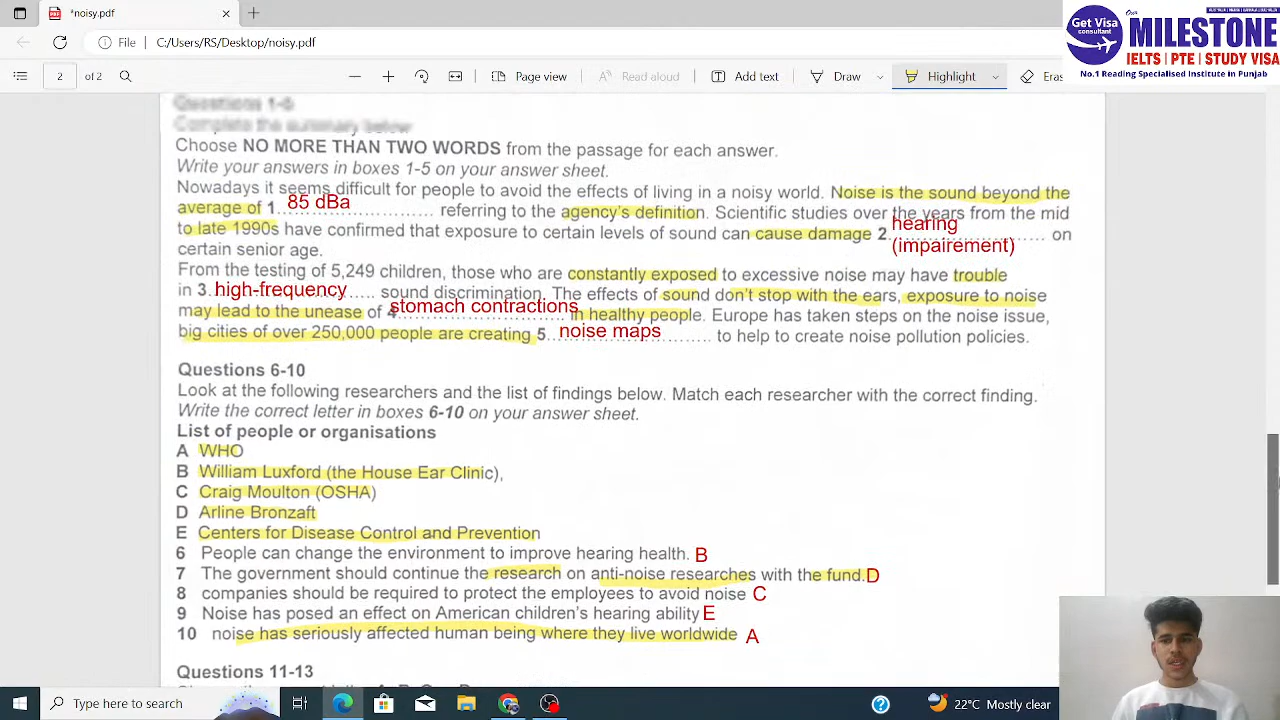 *noisy.pdf
File C:/Users/RS/Desktop/noisy.pdf
Get Visa
consultant
One
MILESTONE
IELTS | PTE | STUDY VISA
No.1 Reading Specialised Institute in Punjab
2 of 2 Page view Read aloud Add text Draw Highlight Eras
Questions 1-5
Complete the summary below
Choose NO MORE THAN TWO WORDS from the passage for each answer.
Write your answers in boxes 1-5 on your answer sheet.
Nowadays it seems difficult for people to avoid the effects of living in a noisy world. Noise is the sound beyond the
average of 1 85 dBa referring to the agency's definition. Scientific studies over the years from the mid
to late 1990s have confirmed that exposure to certain levels of sound can cause damage 2 hearing (impairement) on
certain senior age.
From the testing of 5,249 children, those who are constantly exposed to excessive noise may have trouble
in 3 high-frequency sound discrimination. The effects of sound don't stop with the ears, exposure to noise
may lead to the unease of 4 stomach contractions in healthy people. Europe has taken steps on the noise issue,
big cities of over 250,000 people are creating 5 noise maps to help to create noise pollution policies.
Questions 6-10
Look at the following researchers and the list of findings below. Match each researcher with the correct finding.
Write the correct letter in boxes 6-10 on your answer sheet.
List of people or organisations
A WHO
B William Luxford (the House Ear Clinic),
C Craig Moulton (OSHA)
D Arline Bronzaft
E Centers for Disease Control and Prevention
6 People can change the environment to improve hearing health. B
7 The government should continue the research on anti-noise researches with the fund. D
8 companies should be required to protect the employees to avoid noise C
9 Noise has posed an effect on American children's hearing ability E
10 noise has seriously affected human being where they live worldwide A
Questions 11-13
Type here to search
22°C Mostly clear